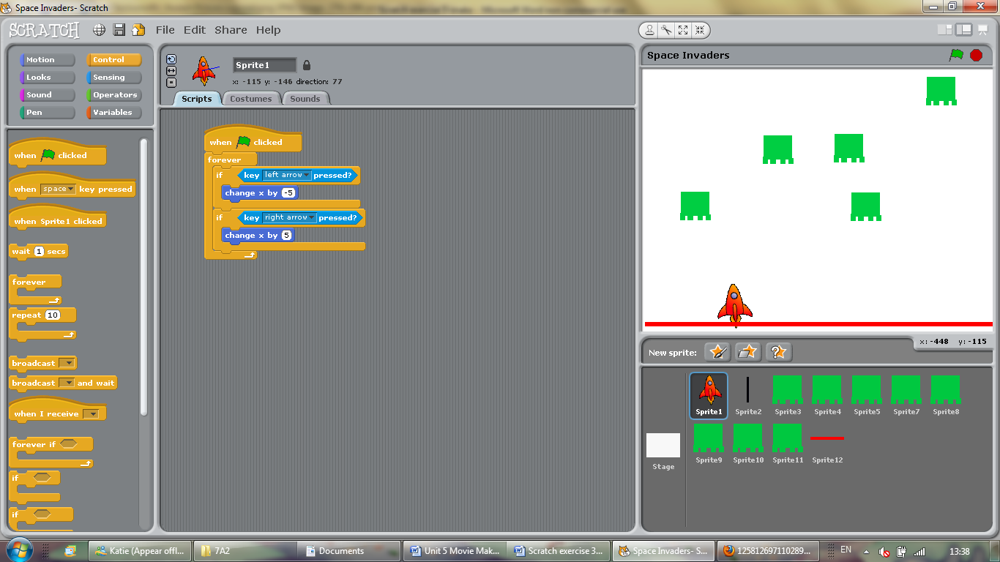 Space Invaders- Scratch
SCRATCH
File Edit Share Help
Motion Control
Looks Sensing
Sound Operators
Pen Variables
when clicked
when space key pressed
when Sprite1 clicked
wait 1 secs
forever
repeat 10
broadcast
broadcast and wait
when I receive
forever if
if
if
Sprite1
x: -115 y: -146 direction: 77
Scripts Costumes Sounds
when clicked
forever
if key left arrow pressed?
change x by -5
if key right arrow pressed?
change x by 5
Space Invaders
x: -448 y: -115
New sprite:
Sprite1 Sprite2 Sprite3 Sprite4 Sprite5 Sprite7 Sprite8
Sprite9 Sprite10 Sprite11 Sprite12
Stage
Katie (Appear offl... 7A2 Documents Unit 5 Movie Mak... Scratch exercise 3... Space Invaders- S... 125812697110289... EN 13:38